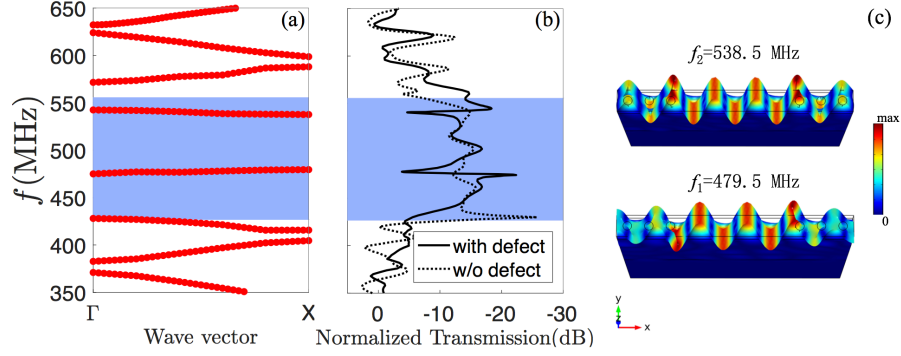 (a)
(b)
(c)
650
600
550
500
450
400
350
f(MHz)
Γ
X
Wave vector
with defect
w/o defect
0
-10
-20
-30
Normalized Transmission(dB)
f₂=538.5 MHz
max
0
f₁=479.5 MHz
y
z
x